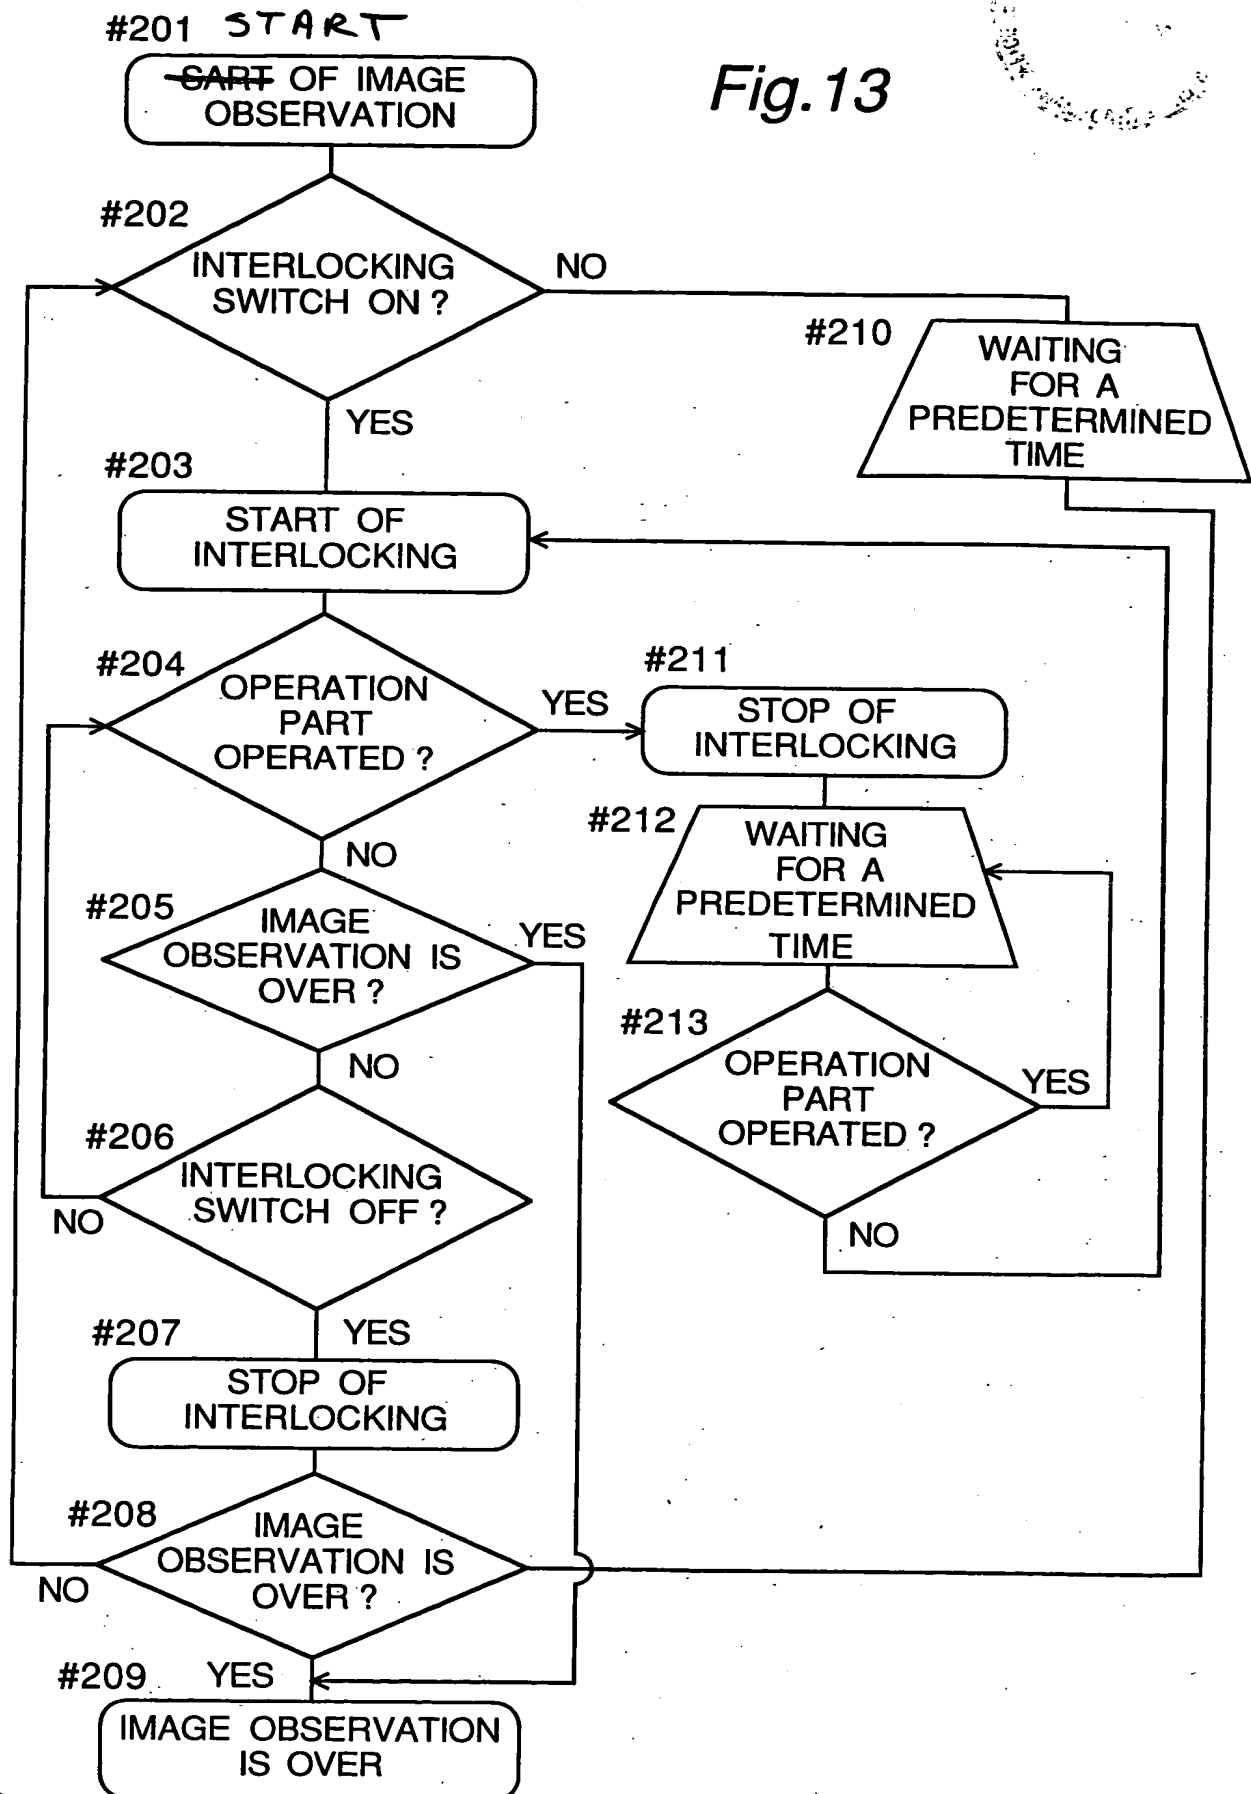 #201 START
SART OF IMAGE
OBSERVATION
Fig.13
#202
INTERLOCKING
SWITCH ON ?
NO
YES
#210
WAITING
FOR A
PREDETERMINED
TIME
#203
START OF
INTERLOCKING
#204
OPERATION
PART
OPERATED ?
YES
NO
#211
STOP OF
INTERLOCKING
#212
WAITING
FOR A
PREDETERMINED
TIME
#205
IMAGE
OBSERVATION IS
OVER ?
YES
NO
#213
OPERATION
PART
OPERATED ?
YES
NO
#206
INTERLOCKING
SWITCH OFF ?
NO
YES
#207
STOP OF
INTERLOCKING
#208
IMAGE
OBSERVATION IS
OVER ?
NO
YES
#209
IMAGE OBSERVATION
IS OVER